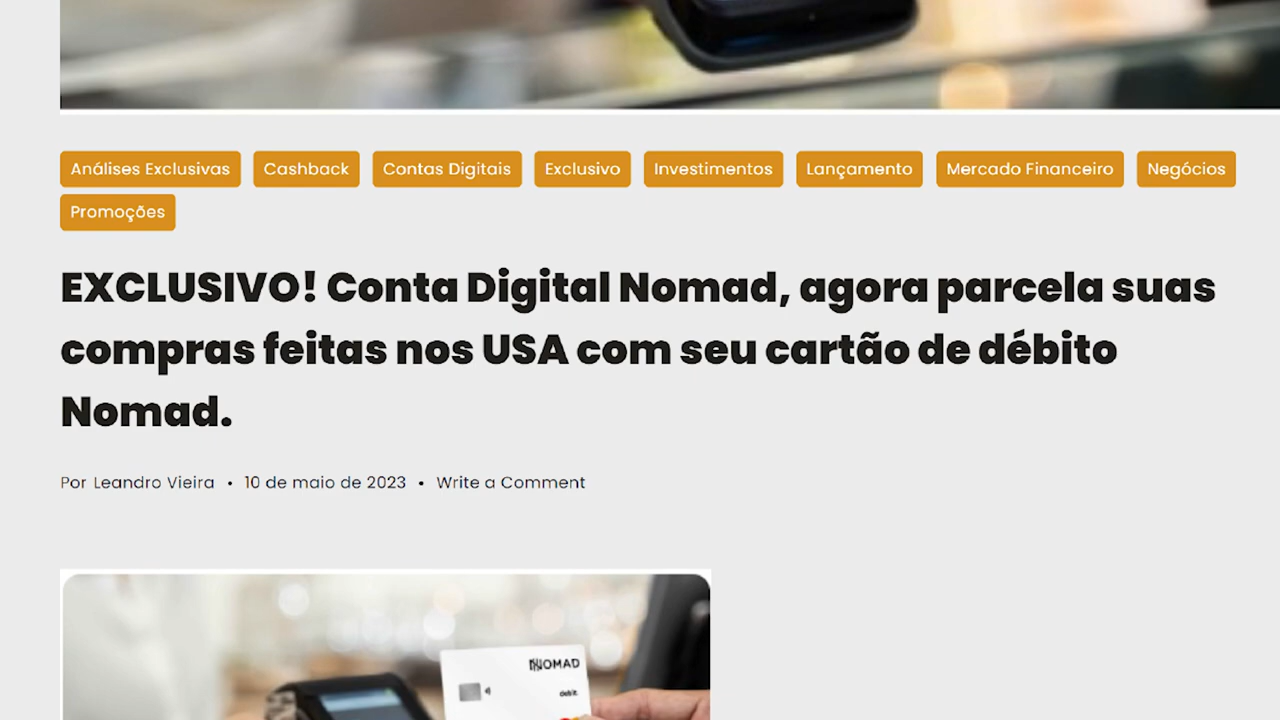 Análises Exclusivas Cashback Contas Digitais Exclusivo Investimentos Lançamento Mercado Financeiro Negócios
Promoções
EXCLUSIVO! Conta Digital Nomad, agora parcela suas
compras feitas nos USA com seu cartão de débito
Nomad.
Por Leandro Vieira • 10 de maio de 2023 • Write a Comment
NOMAD
debit